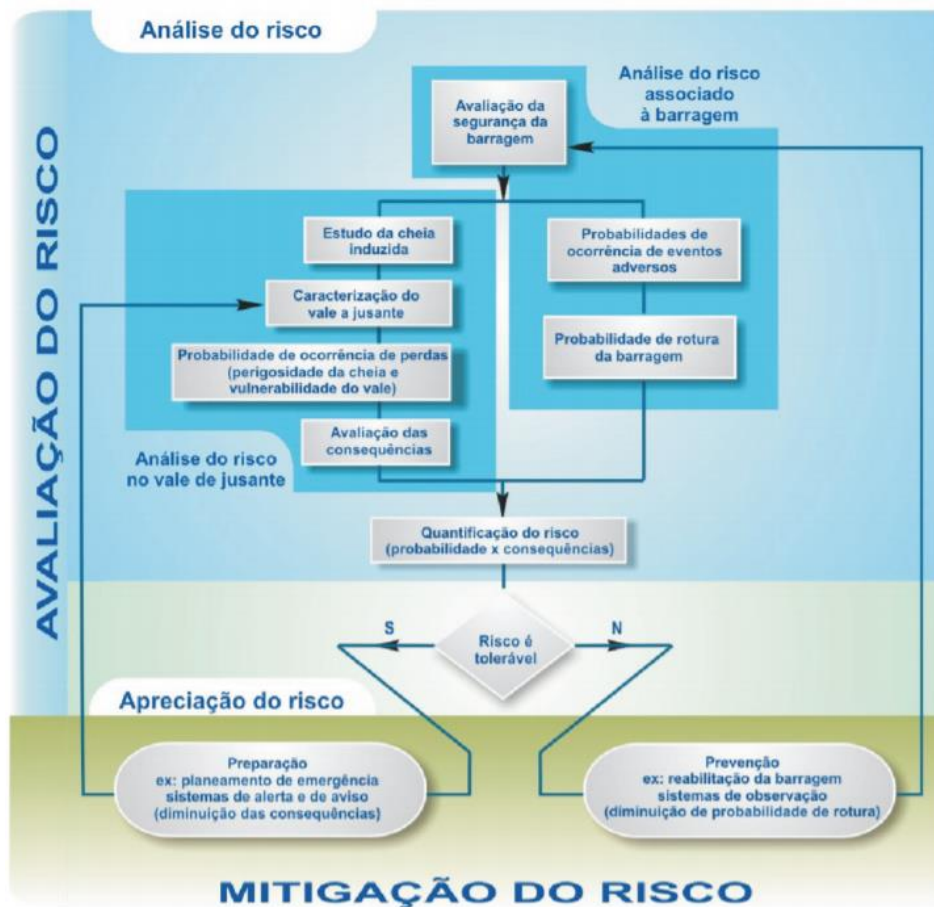 Análise do risco
Análise do risco
associado
à barragem
Avaliação da
segurança da
barragem
AVALIAÇÃO DO RISCO
Estudo da cheia
induzida
Probabilidades de
ocorrência de eventos
adversos
Caracterização do
vale a jusante
Probabilidade de rotura
da barragem
Probabilidade de ocorrência de perdas
(perigosidade da cheia e
vulnerabilidade do vale)
Avaliação das
consequências
Análise do risco
no vale de jusante
Quantificação do risco
(probabilidade x consequências)
S
N
Risco é
tolerável
Apreciação do risco
Preparação
ex: planeamento de emergência
sistemas de alerta e de aviso
(diminuição das consequências)
Prevenção
ex: reabilitação da barragem
sistemas de observação
(diminuição de probabilidade de rotura)
MITIGAÇÃO DO RISCO